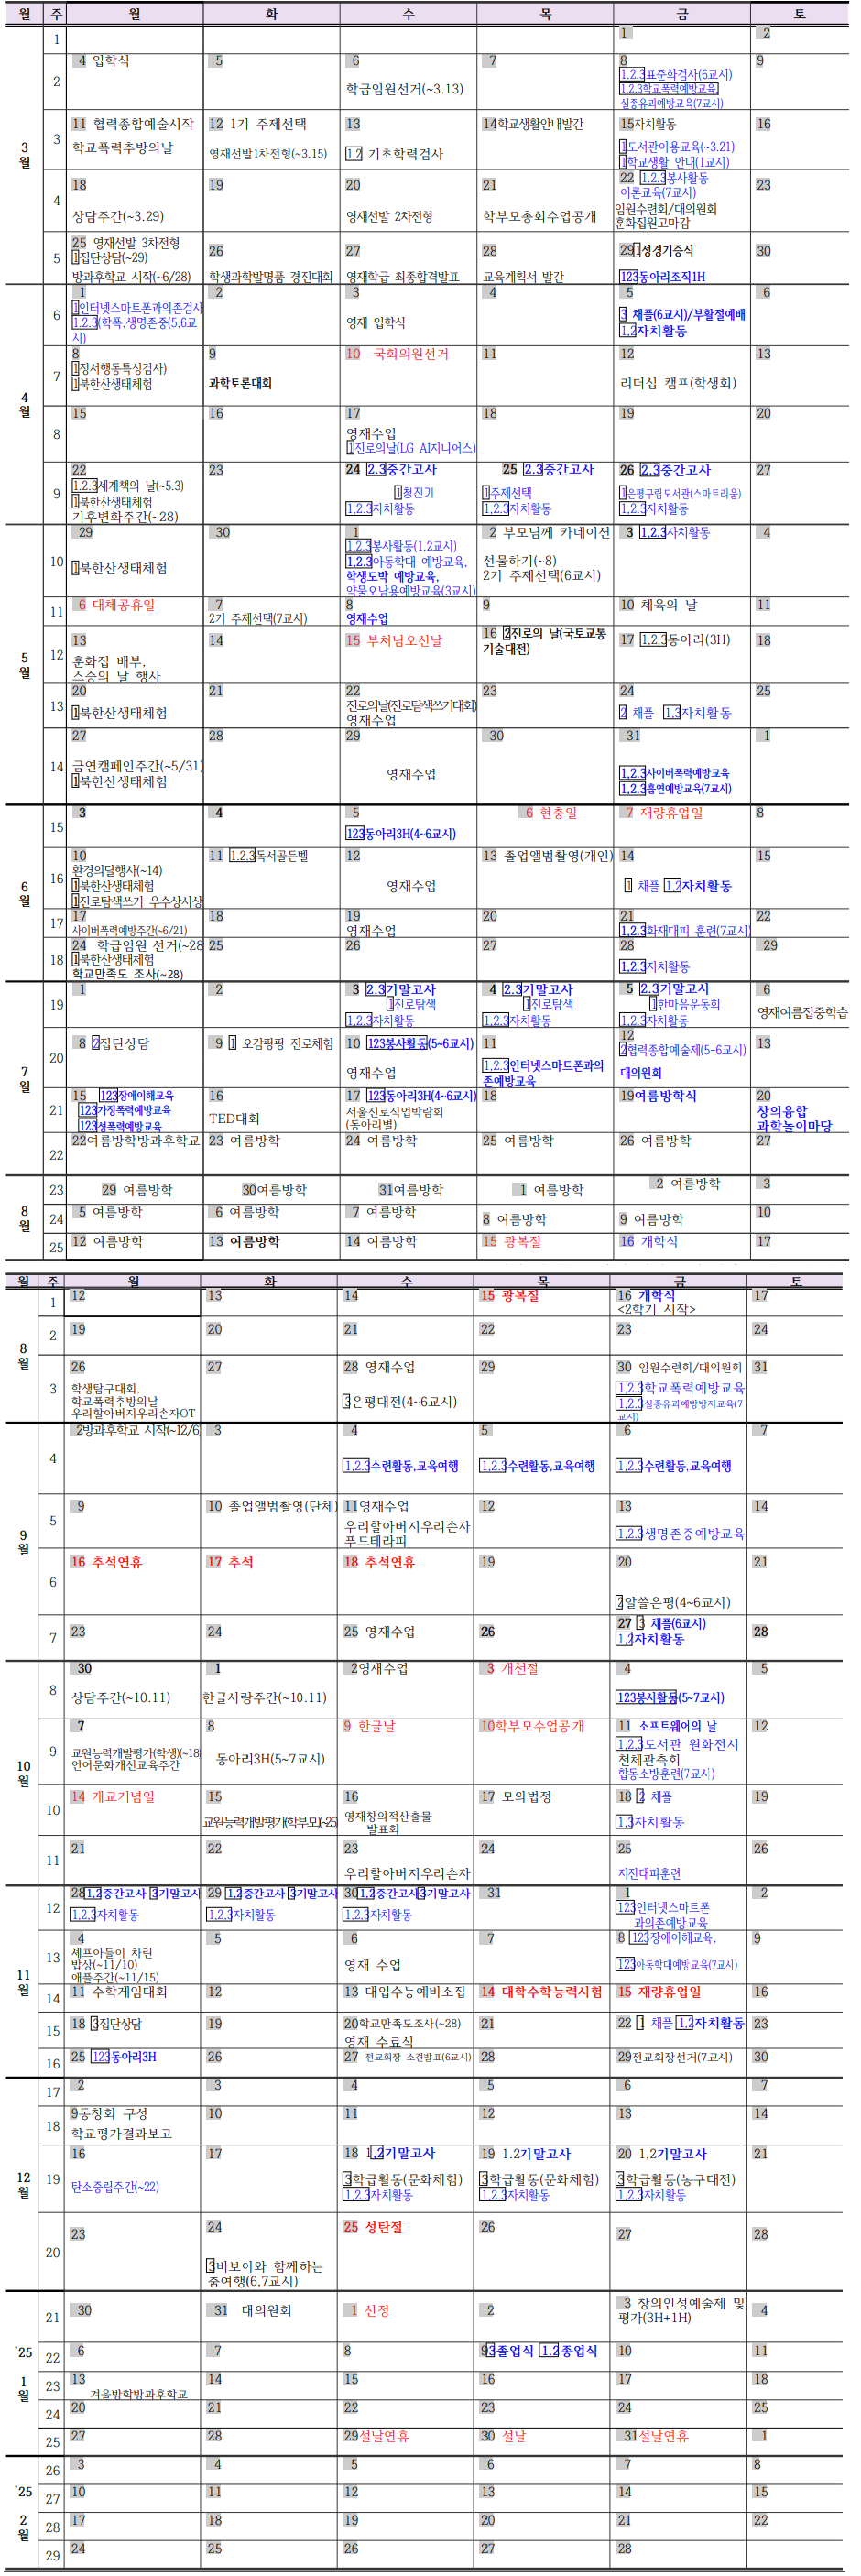 월 주 월 화 수 목 금 토
3월
1
1
2
2
4 입학식
5
6
학급임원선거(~3.13)
7
8
1.2.3표준화검사(6교시)
1.2.3학교폭력예방교육,
실종유괴예방교육(7교시)
9
3
11 협력종합예술시작
학교폭력추방의날
12 1기 주제선택
영재선발1차전형(~3.15)
13
1.2 기초학력검사
14학교생활안내발간
15자치활동
1도서관이용교육(~3.21)
1학교생활 안내(1교시)
16
4
18
상담주간(~3.29)
19
20
영재선발 2차전형
21
학부모총회수업공개
22 1.2.3봉사활동
이론교육(7교시)
임원수련회/대의원회
훈화집원고마감
23
5
25 영재선발 3차전형
1집단상담(~29)
방과후학교 시작(~6/28)
26
학생과학발명품 경진대회
27
영재학급 최종합격발표
28
교육계획서 발간
291성경기증식
123동아리조직1H
30
4월
6
1
1인터넷스마트폰과의존검사
1.2.3(학폭,생명존중(5,6교
시)
2
3
영재 입학식
4
5
3 채플(6교시)/부활절예배
1,2자치활동
6
7
8
1정서행동특성검사)
1북한산생태체험
9
과학토론대회
10 국회의원선거
11
12
리더십 캠프(학생회)
13
8
15
16
17
영재수업
1진로의날(LG AI지니어스)
18
19
20
9
22
1.2.3세계책의 날(~5.3)
1북한산생태체험
기후변화주간(~28)
23
24 2.3중간고사
1청진기
1,2,3자치활동
25 2.3중간고사
1주제선택
1,2,3자치활동
26 2.3중간고사
1은평구립도서관(스마트리움)
1,2,3자치활동
27
5월
10
29
1북한산생태체험
30
1
1.2.3봉사활동(1,2교시)
1,2,3아동학대 예방교육,
학생도박 예방교육,
약물오남용예방교육(3교시)
2 부모님께 카네이션
선물하기(~8)
2기 주제선택(6교시)
3 1,2,3자치활동
4
11
6 대체공휴일
7
2기 주제선택(7교시)
8
영재수업
9
10 체육의 날
11
12
13
훈화집 배부,
스승의 날 행사
14
15 부처님오신날
16 2진로의 날(국토교통
기술대전)
17 1,2,3동아리(3H)
18
13
20
1북한산생태체험
21
22
진로의날(진로탐색쓰기대회)
영재수업
23
24
2 채플 1,3자치활동
25
14
27
금연캠페인주간(~5/31)
1북한산생태체험
28
29
영재수업
30
31
1,2,3사이버폭력예방교육
1,2,3흡연예방교육(7교시)
1
6월
15
3
4
5
123동아리3H(4~6교시)
6 현충일
7 재량휴업일
8
16
10
환경의달행사(~14)
1북한산생태체험
1진로탐색쓰기 우수상시상
11 1.2.3독서골든벨
12
영재수업
13 졸업앨범촬영(개인)
14
1 채플 1,2자치활동
15
17
17
사이버폭력예방주간(~6/21)
18
19
영재수업
20
21
1,2,3화재대피 훈련(7교시)
22
18
24 학급임원 선거(~28
1북한산생태체험
학교만족도 조사(~28)
25
26
27
28
1,2,3자치활동
29
7월
19
1
2
3 2.3기말고사
1진로탐색
1,2,3자치활동
4 2.3기말고사
1진로탐색
1,2,3자치활동
5 2.3기말고사
1한마음운동회
1,2,3자치활동
6
영재여름집중학습
20
8 2집단상담
9 1 오감팡팡 진로체험
10 123봉사활동(5~6교시)
영재수업
11
1,2,3인터넷스마트폰과의
존예방교육
12
2협력종합예술제(5-6교시)
대의원회
13
21
15 123장애이해교육
123가정폭력예방교육
123성폭력예방교육
16
TED대회
17 123동아리3H(4~6교시)
서울진로직업박람회
(동아리별)
18
19여름방학식
20
창의융합
과학놀이마당
22
22여름방학방과후학교
23 여름방학
24 여름방학
25 여름방학
26 여름방학
27
8월
23
29 여름방학
30여름방학
31여름방학
1 여름방학
2 여름방학
3
24
5 여름방학
6 여름방학
7 여름방학
8 여름방학
9 여름방학
10
25
12 여름방학
13 여름방학
14 여름방학
15 광복절
16 개학식
17
월 주 월 화 수 목 금 토
8월
1
12
13
14
15 광복절
16 개학식
<2학기 시작>
17
2
19
20
21
22
23
24
3
26
학생탐구대회,
학교폭력추방의날
우리할아버지우리손자OT
27
28 영재수업
3은평대전(4~6교시)
29
30 임원수련회/대의원회
1,2,3학교폭력예방교육
1,2,3실종유괴예방방지교육(7
교시)
31
9월
4
2방과후학교 시작(~12/6)
3
4
1,2,3수련활동,교육여행
5
1,2,3수련활동,교육여행
6
1,2,3수련활동,교육여행
7
5
9
10 졸업앨범촬영(단체)
11영재수업
우리할아버지우리손자
푸드테라피
12
13
1,2,3생명존중예방교육
14
6
16 추석연휴
17 추석
18 추석연휴
19
20
2알쓸은평(4~6교시)
21
7
23
24
25 영재수업
26
27 3 채플(6교시)
1,2자치활동
28
10월
8
30
상담주간(~10.11)
1
한글사랑주간(~10.11)
2영재수업
3 개천절
4
123봉사활동(5~7교시)
5
9
7
교원능력개발평가(학생)(~18
언어문화개선교육주간
8
동아리3H(5~7교시)
9 한글날
10학부모수업공개
11 소프트웨어의 날
1,2,3도서관 원화전시
천체관측회
합동소방훈련(7교시)
12
10
14 개교기념일
15
교원능력개발평가(학부모)(~25)
16
영재창의적산출물
발표회
17 모의법정
18 2 채플
1,3자치활동
19
11
21
22
23
우리할아버지우리손자
24
25
지진대피훈련
26
11월
12
281,2중간고사 3기말고사
1,2,3자치활동
29 1,2중간고사 3기말고사
1,2,3자치활동
301,2중간고사3기말고사
1,2,3자치활동
31
1
123인터넷스마트폰
과의존예방교육
2
13
4
셰프아들이 차린
밥상(~11/10)
애플주간(~11/15)
5
6
영재 수업
7
8 123장애이해교육,
123아동학대예방교육(7교시)
9
14
11 수학게임대회
12
13 대입수능예비소집
14 대학수학능력시험
15 재량휴업일
16
15
18 3집단상담
19
20학교만족도조사(~28)
영재 수료식
21
22 1 채플 1,2자치활동
23
16
25 123동아리3H
26
27 전교회장 소견발표(6교시)
28
29전교회장선거(7교시)
30
12월
17
2
3
4
5
6
7
18
9동창회 구성
학교평가결과보고
10
11
12
13
14
19
16
탄소중립주간(~22)
17
18 1,2기말고사
3학급활동(문화체험)
1,2,3자치활동
19 1.2기말고사
3학급활동(문화체험)
1,2,3자치활동
20 1,2기말고사
3학급활동(농구대전)
1,2,3자치활동
21
20
23
24
3비보이와 함께하는
춤여행(6,7교시)
25 성탄절
26
27
28
'25
1월
21
30
31 대의원회
1 신정
2
3 창의인성예술제 및
평가(3H+1H)
4
22
6
7
8
93졸업식 1,2종업식
10
11
23
13
겨울방학방과후학교
14
15
16
17
18
24
20
21
22
23
24
25
25
27
28
29설날연휴
30 설날
31설날연휴
1
'25
2월
26
3
4
5
6
7
8
27
10
11
12
13
14
15
28
17
18
19
20
21
22
29
24
25
26
27
28